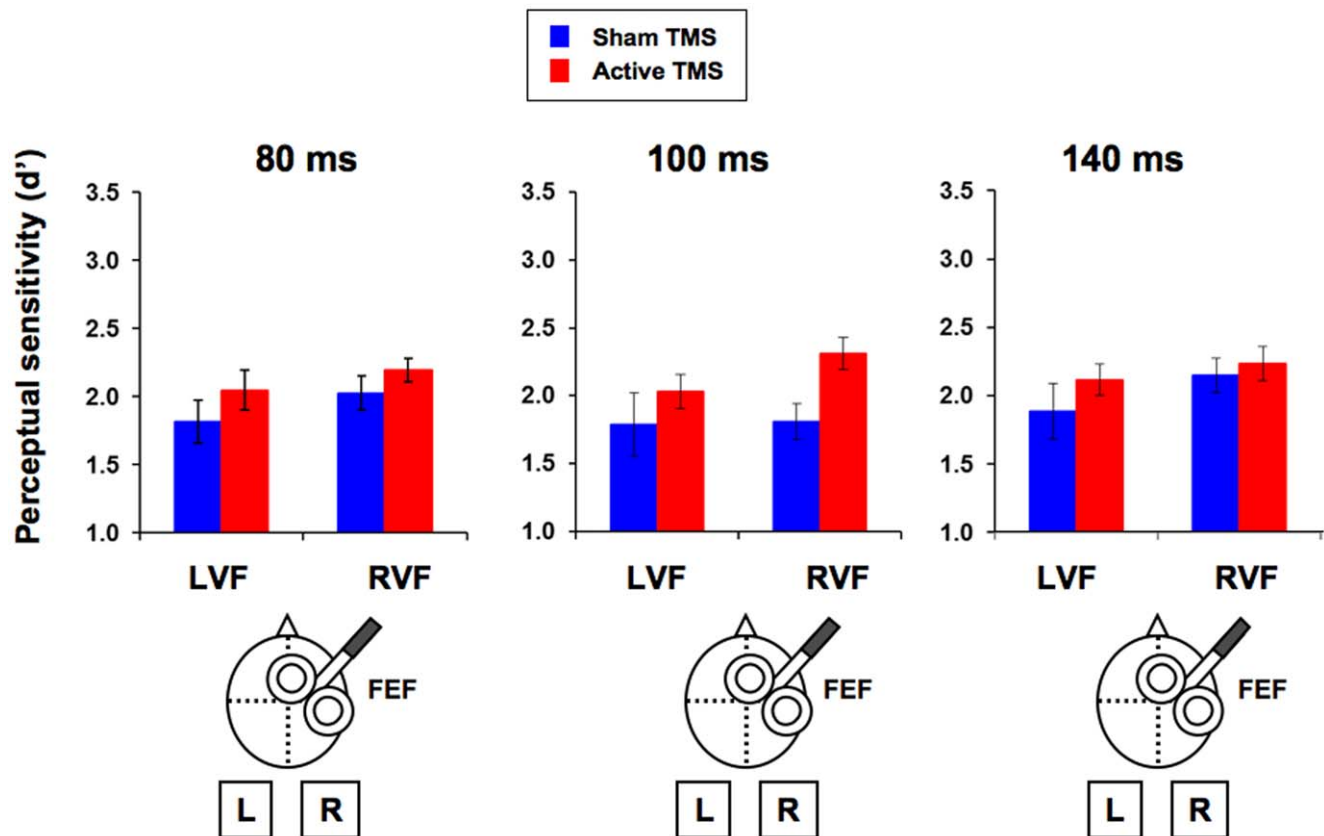 Sham TMS
Active TMS
80 ms
100 ms
140 ms
Perceptual sensitivity (d’)
3.5
3.0
2.5
2.0
1.5
1.0
LVF
RVF
3.5
3.0
2.5
2.0
1.5
1.0
LVF
RVF
3.5
3.0
2.5
2.0
1.5
1.0
LVF
RVF
FEF
FEF
FEF
L
R
L
R
L
R